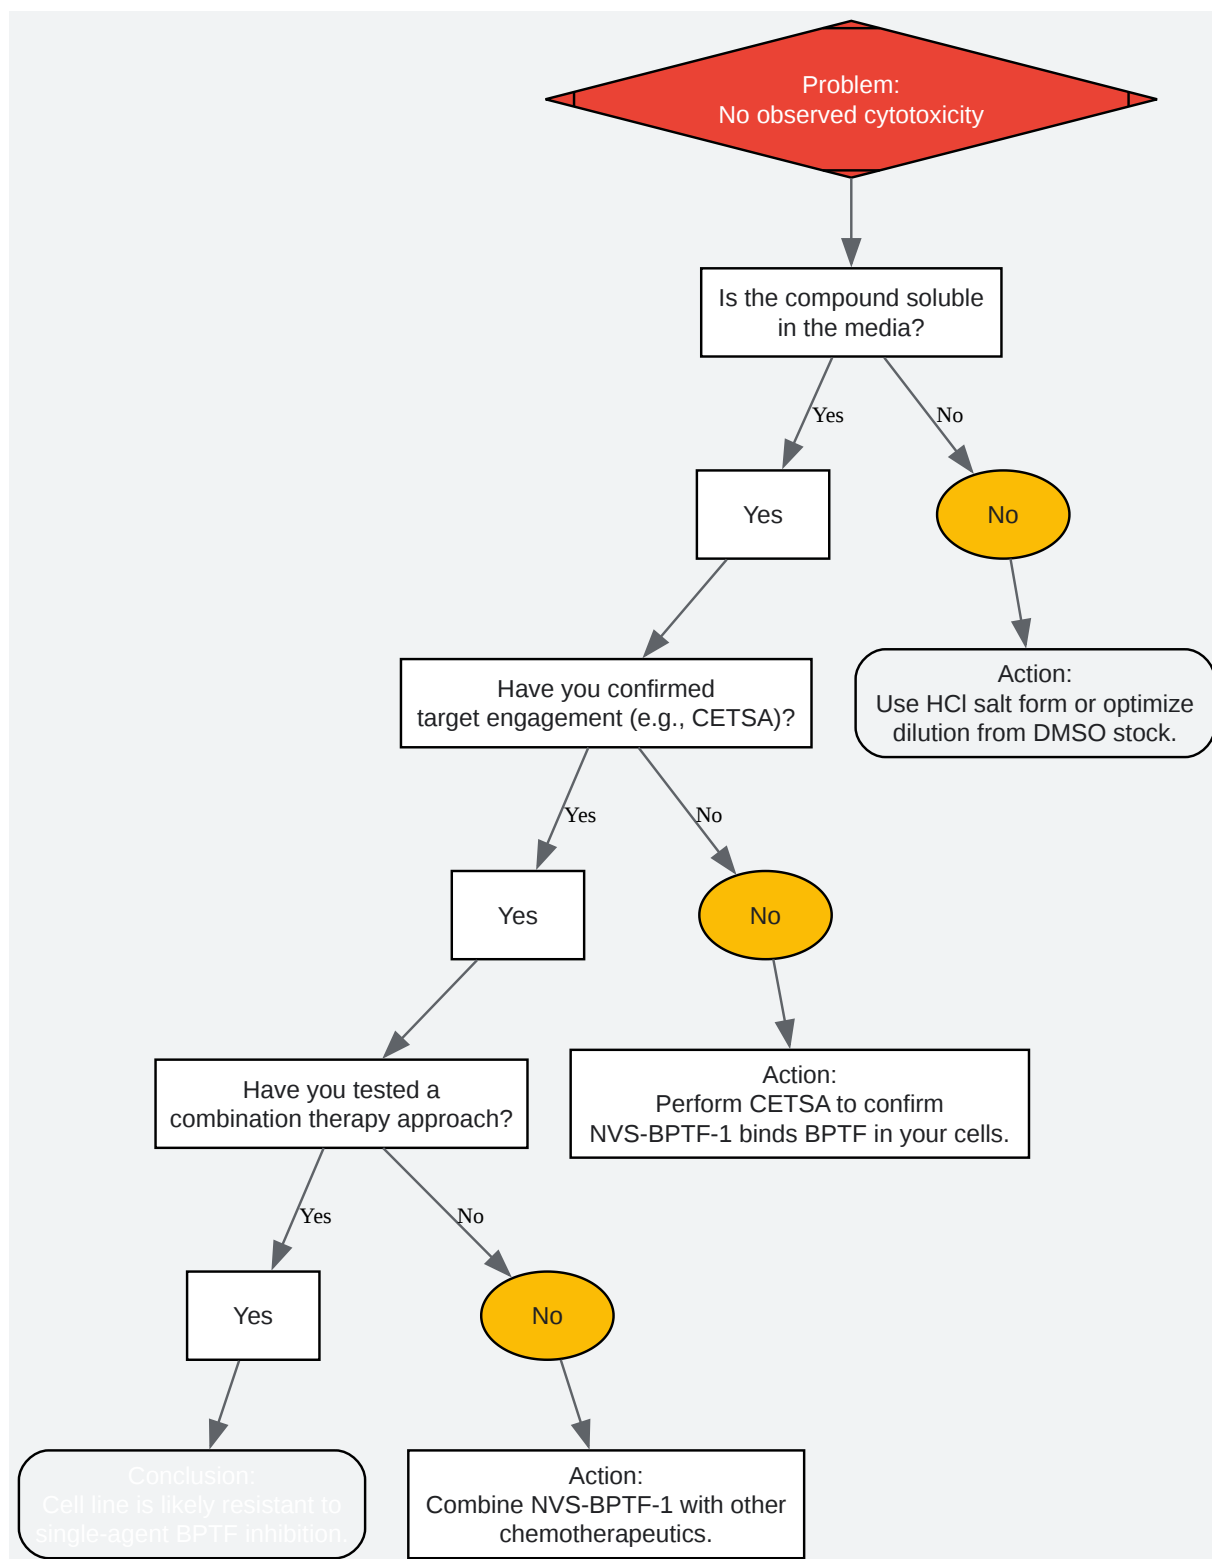 Problem:
No observed cytotoxicity
Is the compound soluble
in the media?
Yes
No
Yes
No
Have you confirmed
target engagement (e.g., CETSA)?
Action:
Use HCl salt form or optimize
dilution from DMSO stock.
Yes
No
Yes
No
Have you tested a
combination therapy approach?
Action:
Perform CETSA to confirm
NVS-BPTF-1 binds BPTF in your cells.
Yes
No
Yes
No
Conclusion:
Cell line is likely resistant to
single-agent BPTF inhibition.
Action:
Combine NVS-BPTF-1 with other
chemotherapeutics.